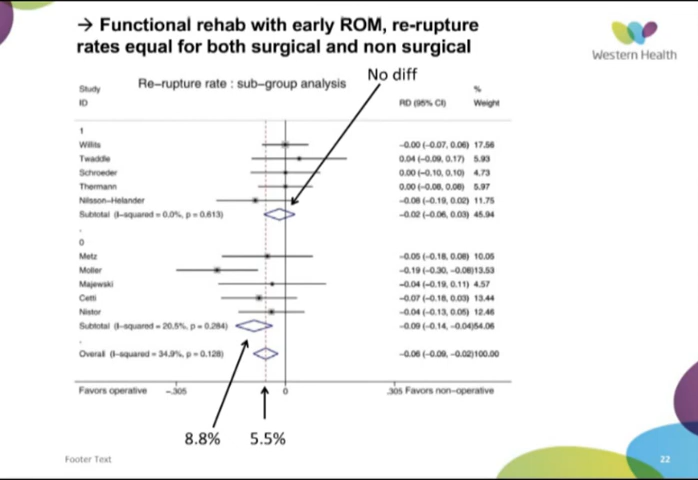 → Functional rehab with early ROM, re-rupture
rates equal for both surgical and non surgical
Western Health
No diff
Re-rupture rate : sub-group analysis
Study
ID
RD (95% CI)
%
Weight
1
Willits -0.00 (-0.07, 0.06) 17.56
Twaddle 0.04 (-0.09, 0.17) 5.93
Schroeder 0.00 (-0.10, 0.10) 4.73
Thermann 0.00 (-0.08, 0.08) 5.97
Nilsson-Helander -0.08 (-0.19, 0.02) 11.75
Subtotal (I-squared = 0.0%, p = 0.613) -0.02 (-0.06, 0.03) 45.94
.
0
Metz -0.05 (-0.18, 0.08) 10.05
Moller -0.19 (-0.30, -0.08)13.53
Majewski -0.04 (-0.19, 0.11) 4.57
Cetti -0.07 (-0.18, 0.03) 13.44
Nistor -0.04 (-0.13, 0.05) 12.46
Subtotal (I-squared = 20.5%, p = 0.284) -0.09 (-0.14, -0.04)54.06
.
Overall (I-squared = 34.9%, p = 0.128) -0.06 (-0.09, -0.02)100.00
Favors operative -.305 0 .305 Favors non-operative
8.8% 5.5%
Footer Text
22